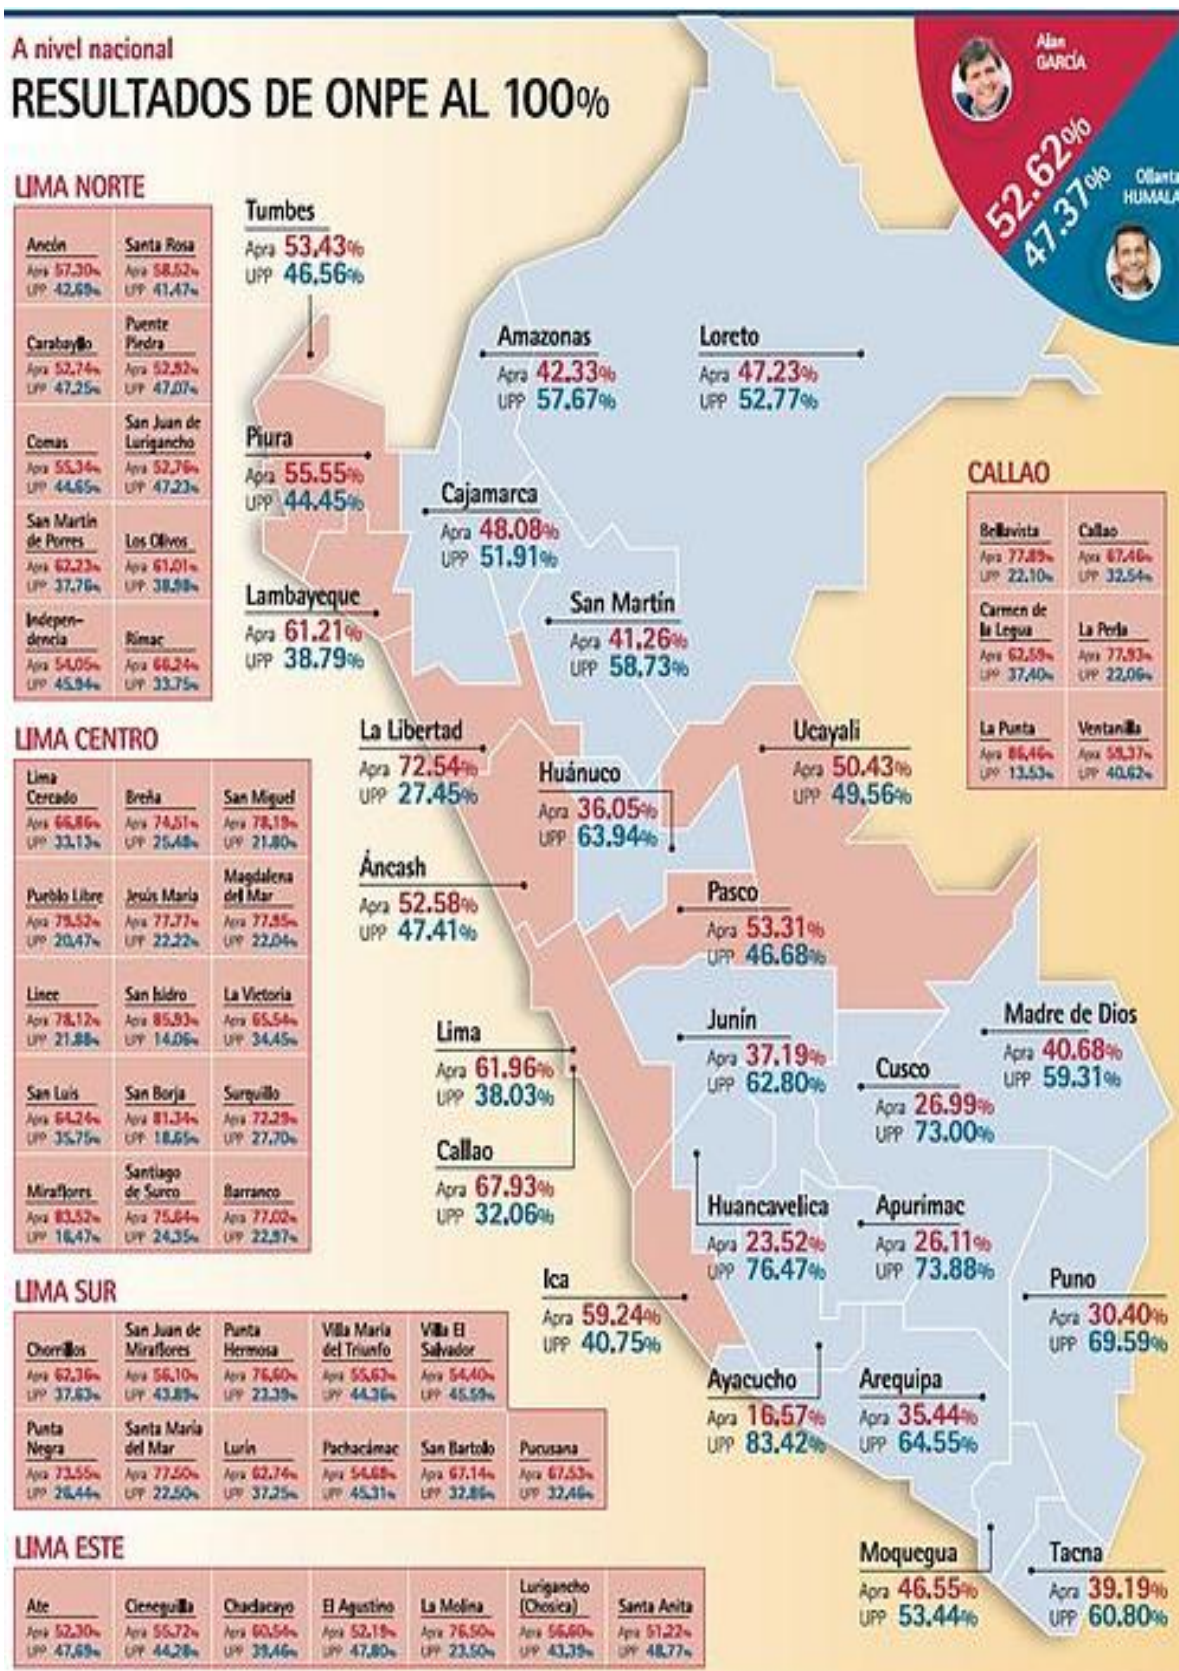 A nivel nacional
RESULTADOS DE ONPE AL 100%
Alan
GARCÍA
52.62%
47.37%
Ollanta
HUMALA
LIMA NORTE
Ancón
Apra 57.30%
UPP 42.69%
Santa Rosa
Apra 58.52%
UPP 41.47%
Carabayllo
Apra 52.74%
UPP 47.25%
Puente
Piedra
Apra 52.92%
UPP 47.07%
Comas
Apra 55.34%
UPP 44.65%
San Juan de
Lurigancho
Apra 52.76%
UPP 47.23%
San Martín
de Porres
Apra 62.23%
UPP 37.76%
Los Olivos
Apra 61.01%
UPP 38.98%
Indepen-
dencia
Apra 54.05%
UPP 45.94%
Rímac
Apra 66.24%
UPP 33.75%
LIMA CENTRO
Lima
Cercado
Apra 66.86%
UPP 33.13%
Breña
Apra 74.51%
UPP 25.48%
San Miguel
Apra 78.19%
UPP 21.80%
Pueblo Libre
Apra 79.52%
UPP 20.47%
Jesús María
Apra 77.77%
UPP 22.22%
Magdalena
del Mar
Apra 77.95%
UPP 22.04%
Lince
Apra 78.12%
UPP 21.88%
San Isidro
Apra 85.93%
UPP 14.06%
La Victoria
Apra 65.54%
UPP 34.45%
San Luis
Apra 64.24%
UPP 35.75%
San Borja
Apra 81.34%
UPP 18.65%
Surquillo
Apra 72.29%
UPP 27.70%
Miraflores
Apra 83.52%
UPP 16.47%
Santiago
de Surco
Apra 75.64%
UPP 24.35%
Barranco
Apra 77.02%
UPP 22.97%
LIMA SUR
Chorrillos
Apra 62.36%
UPP 37.63%
San Juan de
Miraflores
Apra 56.10%
UPP 43.89%
Punta
Hermosa
Apra 76.60%
UPP 23.39%
Villa María
del Triunfo
Apra 55.63%
UPP 44.36%
Villa El
Salvador
Apra 54.40%
UPP 45.59%
Punta
Negra
Apra 73.55%
UPP 26.44%
Santa María
del Mar
Apra 77.50%
UPP 22.50%
Lurín
Apra 62.74%
UPP 37.25%
Pachacámac
Apra 54.68%
UPP 45.31%
San Bartolo
Apra 67.14%
UPP 32.86%
Pucusana
Apra 67.53%
UPP 32.46%
LIMA ESTE
Ate
Apra 52.30%
UPP 47.69%
Cieneguilla
Apra 55.72%
UPP 44.28%
Chaclacayo
Apra 60.54%
UPP 39.46%
El Agustino
Apra 52.19%
UPP 47.80%
La Molina
Apra 76.50%
UPP 23.50%
Lurigancho
(Chosica)
Apra 56.60%
UPP 43.39%
Santa Anita
Apra 51.22%
UPP 48.77%
CALLAO
Bellavista
Apra 77.89%
UPP 22.10%
Callao
Apra 67.46%
UPP 32.54%
Carmen de
la Legua
Apra 62.59%
UPP 37.40%
La Perla
Apra 77.93%
UPP 22.06%
La Punta
Apra 86.46%
UPP 13.53%
Ventanilla
Apra 59.37%
UPP 40.62%
Tumbes
Apra 53.43%
UPP 46.56%
Amazonas
Apra 42.33%
UPP 57.67%
Loreto
Apra 47.23%
UPP 52.77%
Piura
Apra 55.55%
UPP 44.45%
Cajamarca
Apra 48.08%
UPP 51.91%
Lambayeque
Apra 61.21%
UPP 38.79%
San Martín
Apra 41.26%
UPP 58.73%
La Libertad
Apra 72.54%
UPP 27.45%
Huánuco
Apra 36.05%
UPP 63.94%
Ucayali
Apra 50.43%
UPP 49.56%
Áncash
Apra 52.58%
UPP 47.41%
Pasco
Apra 53.31%
UPP 46.68%
Lima
Apra 61.96%
UPP 38.03%
Junín
Apra 37.19%
UPP 62.80%
Cusco
Apra 26.99%
UPP 73.00%
Madre de Dios
Apra 40.68%
UPP 59.31%
Callao
Apra 67.93%
UPP 32.06%
Huancavelica
Apra 23.52%
UPP 76.47%
Apurímac
Apra 26.11%
UPP 73.88%
Ica
Apra 59.24%
UPP 40.75%
Puno
Apra 30.40%
UPP 69.59%
Ayacucho
Apra 16.57%
UPP 83.42%
Arequipa
Apra 35.44%
UPP 64.55%
Moquegua
Apra 46.55%
UPP 53.44%
Tacna
Apra 39.19%
UPP 60.80%